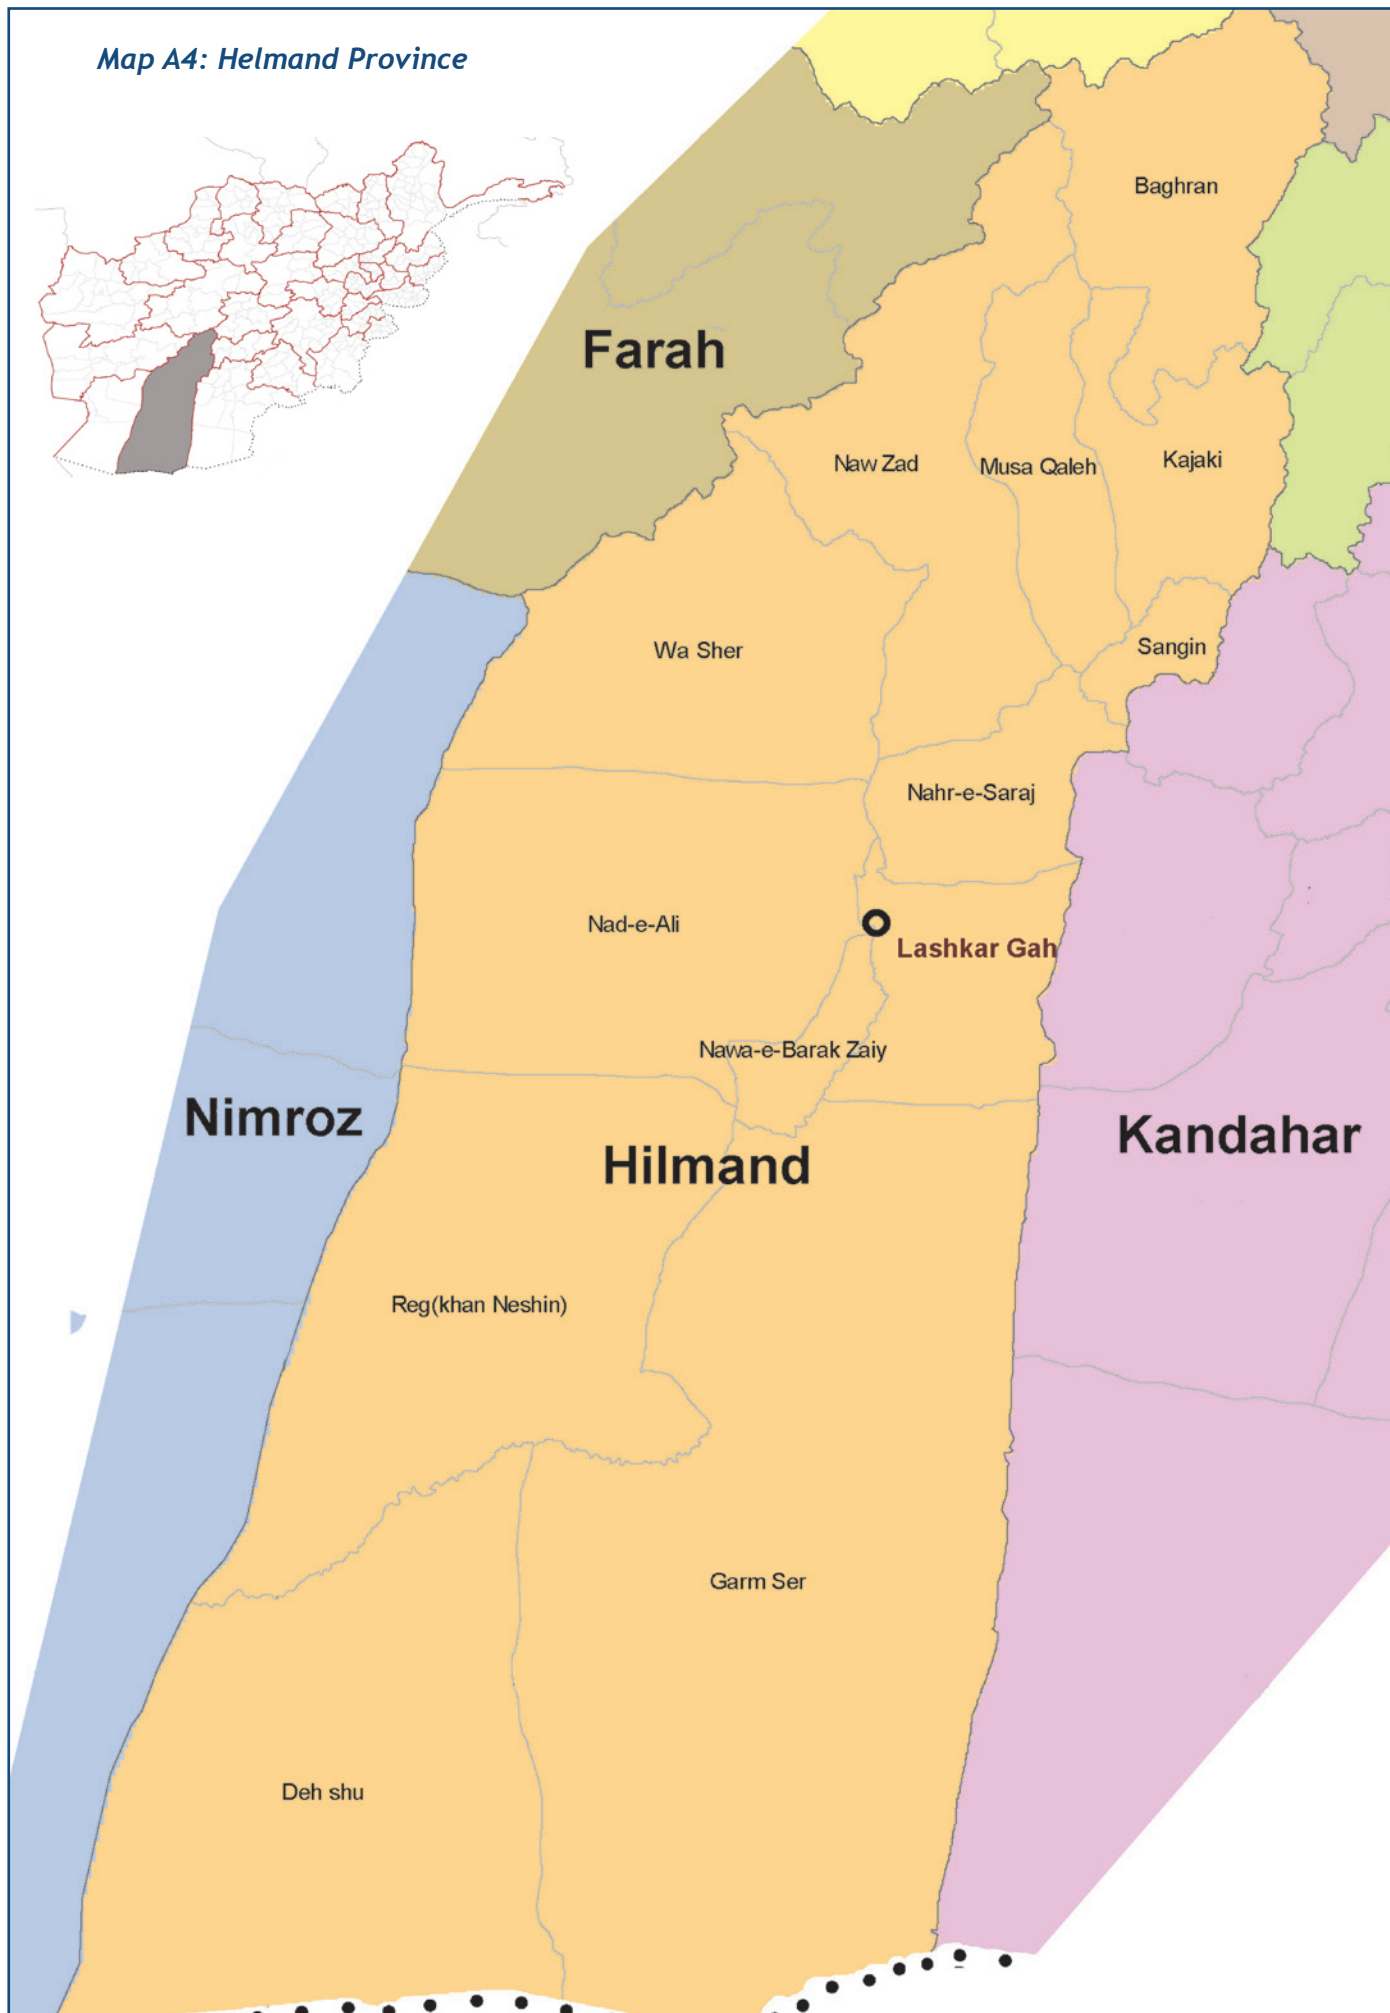 Map A4: Helmand Province
Baghran
Farah
Naw Zad
Musa Qaleh
Kajaki
Wa Sher
Sangin
Nahr-e-Saraj
Nad-e-Ali
Lashkar Gah
Nawa-e-Barak Zaiy
Nimroz
Kandahar
Hilmand
Reg(khan Neshin)
Garm Ser
Deh shu